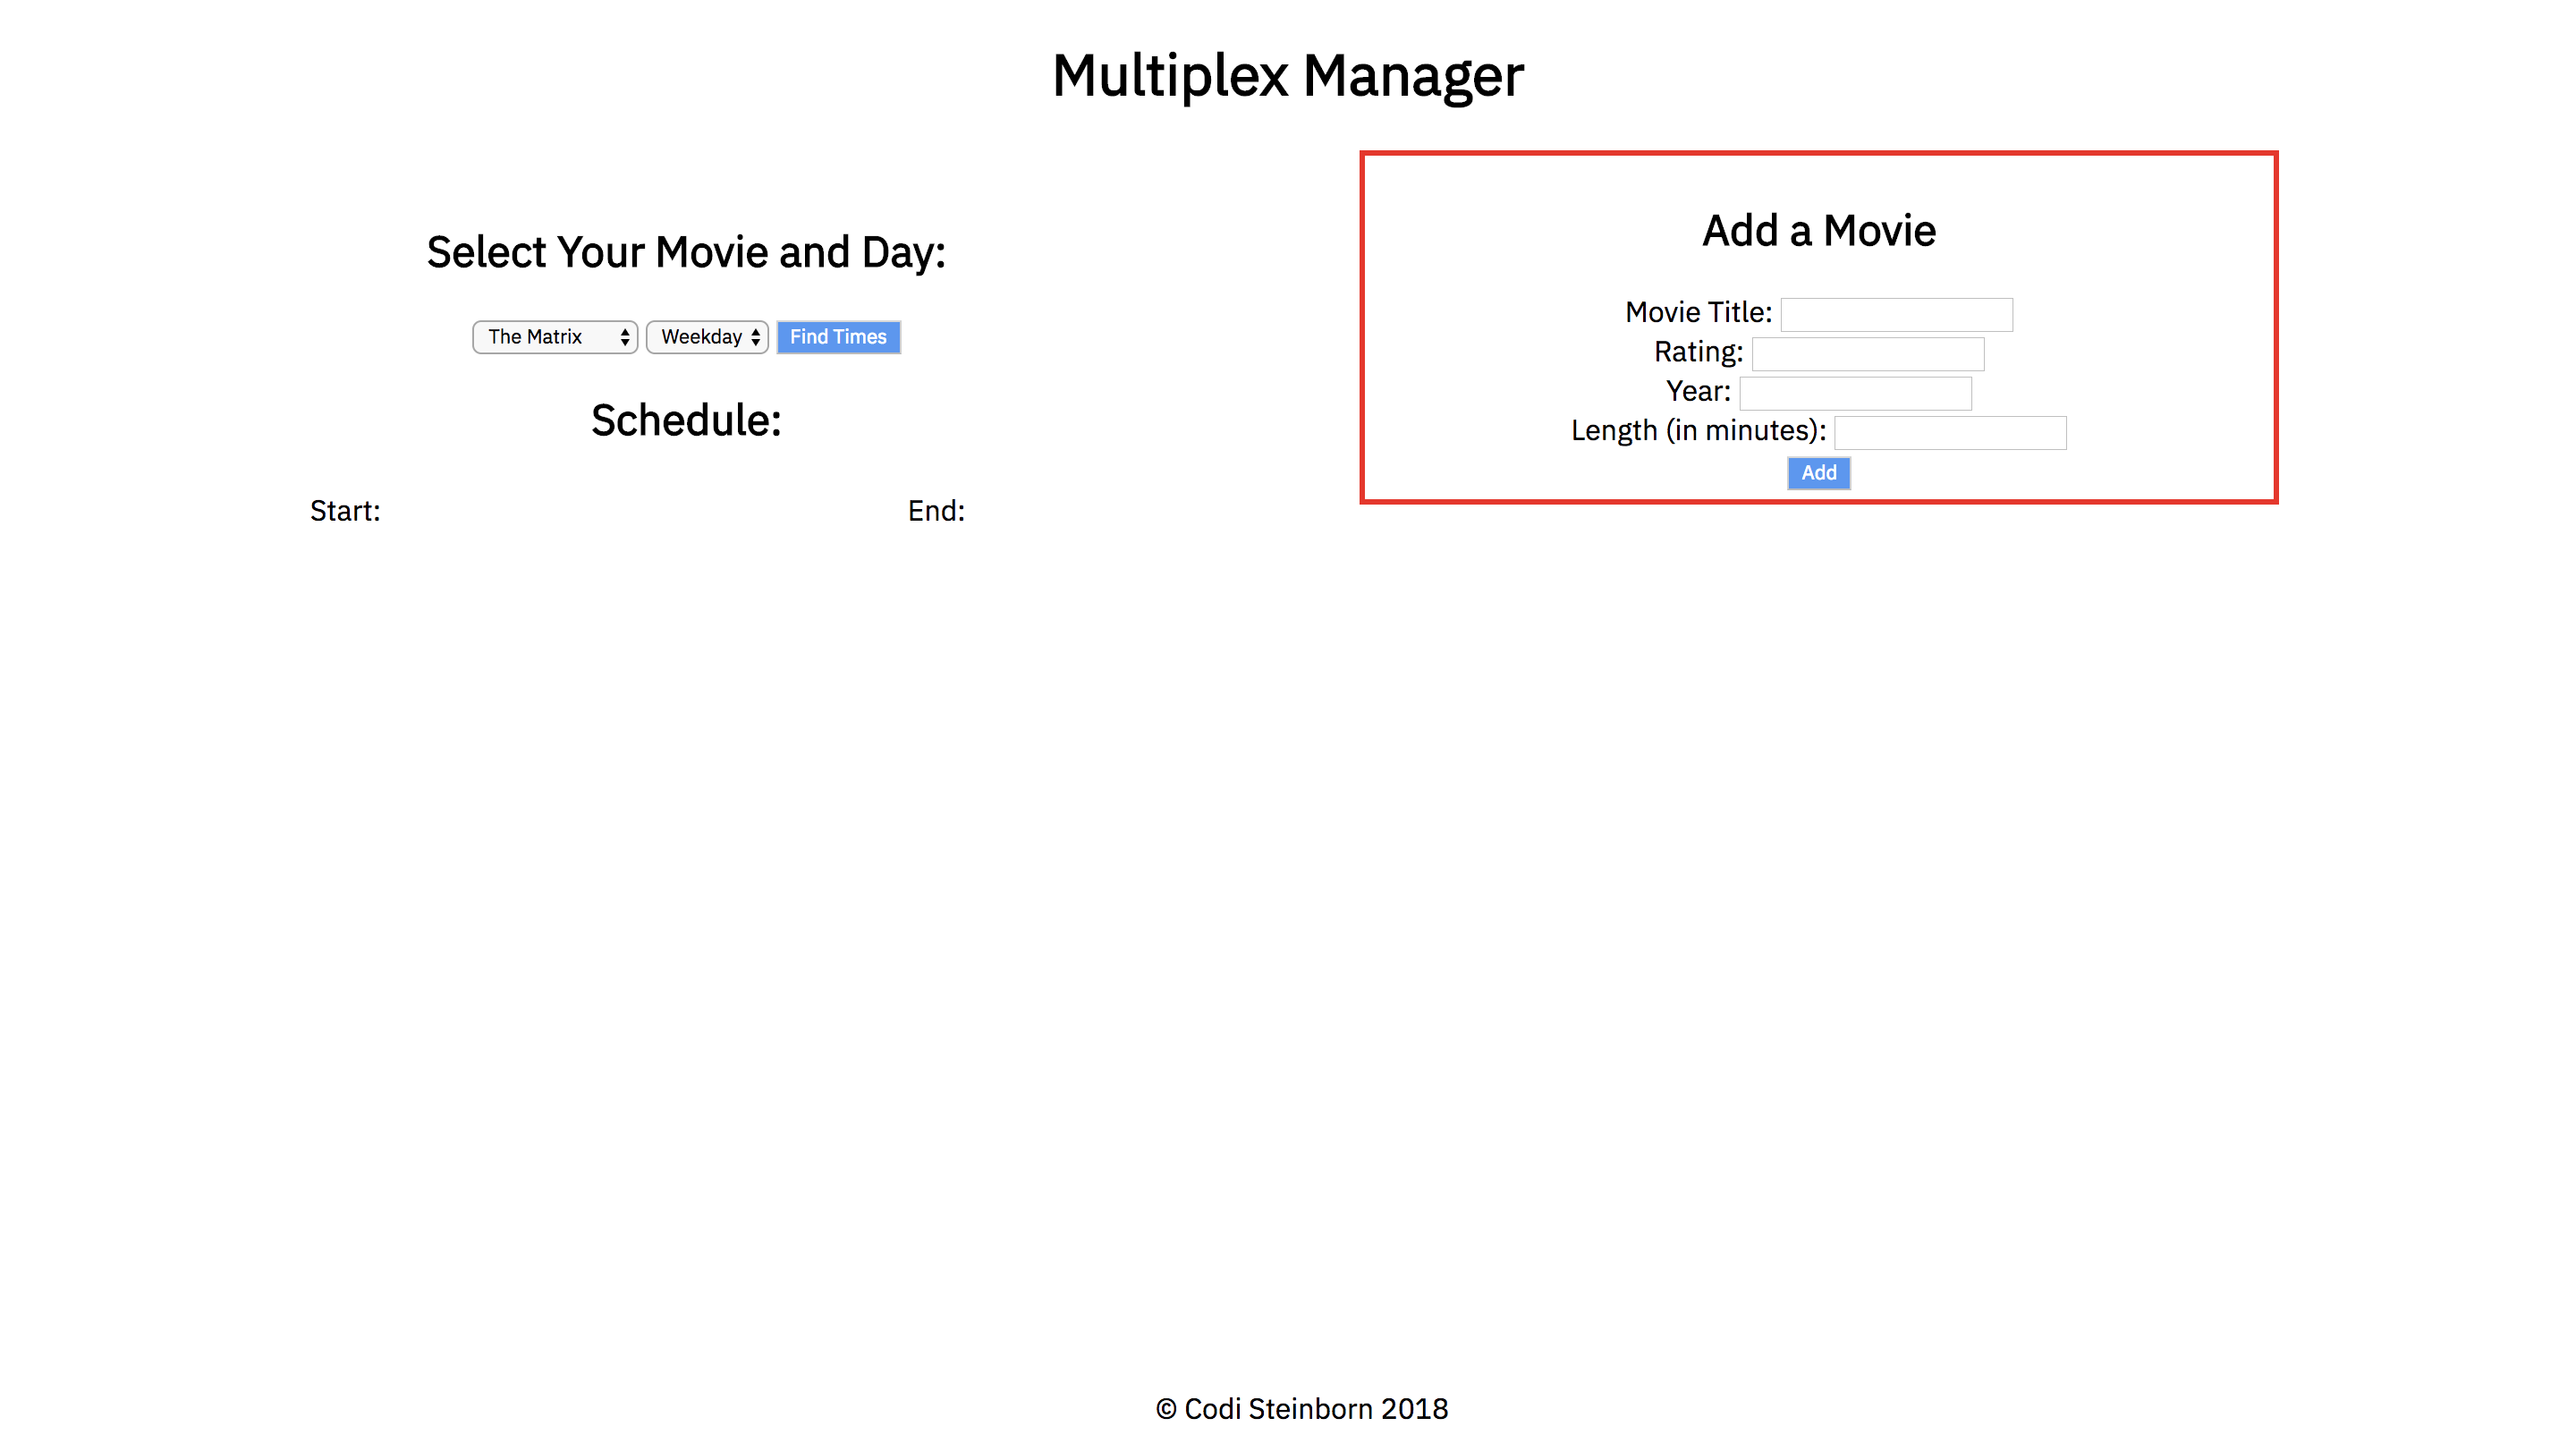 Multiplex Manager
Select Your Movie and Day:
The Matrix Weekday Find Times
Schedule:
Start: End:
Add a Movie
Movie Title:
Rating:
Year:
Length (in minutes):
Add
© Codi Steinborn 2018